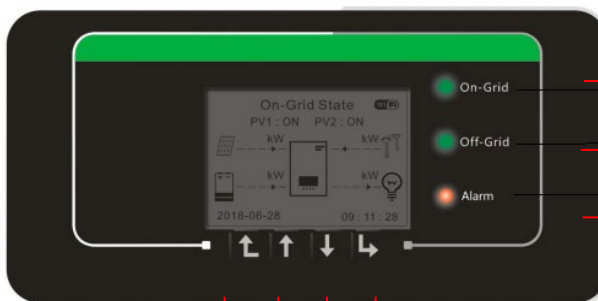 On-Grid State WiFi
PV1 : ON PV2 : ON
kW kW
kW kW
2018-06-28 09 : 11 : 28
On-Grid
Off-Grid
Alarm